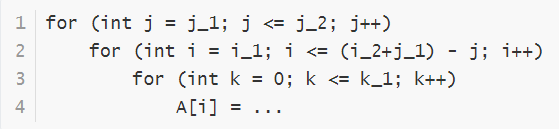 1 for (int j = j_1; j <= j_2; j++)
2     for (int i = i_1; i <= (i_2+j_1) - j; i++)
3         for (int k = 0; k <= k_1; k++)
4             A[i] = ...